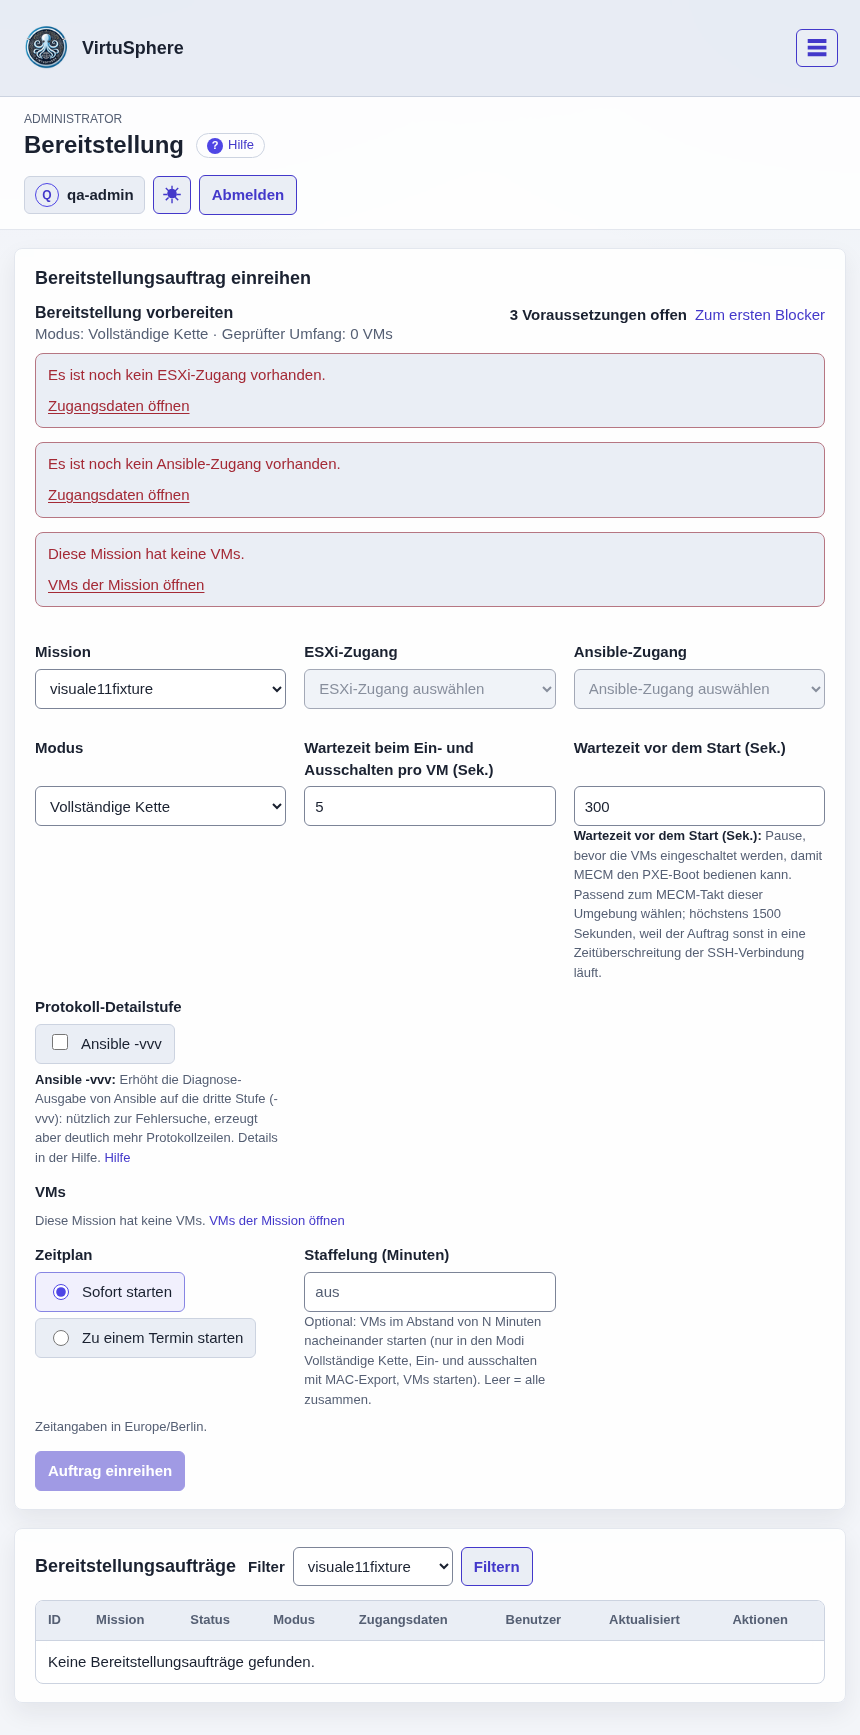 VirtuSphere
ADMINISTRATOR
Bereitstellung
? Hilfe
Q qa-admin
Abmelden
Bereitstellungsauftrag einreihen
Bereitstellung vorbereiten
3 Voraussetzungen offen Zum ersten Blocker
Modus: Vollständige Kette · Geprüfter Umfang: 0 VMs
Es ist noch kein ESXi-Zugang vorhanden.
Zugangsdaten öffnen
Es ist noch kein Ansible-Zugang vorhanden.
Zugangsdaten öffnen
Diese Mission hat keine VMs.
VMs der Mission öffnen
Mission
ESXi-Zugang
Ansible-Zugang
visuale11fixture
ESXi-Zugang auswählen
Ansible-Zugang auswählen
Modus
Wartezeit beim Ein- und
Ausschalten pro VM (Sek.)
Wartezeit vor dem Start (Sek.)
Vollständige Kette
5
300
Wartezeit vor dem Start (Sek.): Pause,
bevor die VMs eingeschaltet werden, damit
MECM den PXE-Boot bedienen kann.
Passend zum MECM-Takt dieser
Umgebung wählen; höchstens 1500
Sekunden, weil der Auftrag sonst in eine
Zeitüberschreitung der SSH-Verbindung
läuft.
Protokoll-Detailstufe
Ansible -vvv
Ansible -vvv: Erhöht die Diagnose-
Ausgabe von Ansible auf die dritte Stufe (-
vvv): nützlich zur Fehlersuche, erzeugt
aber deutlich mehr Protokollzeilen. Details
in der Hilfe. Hilfe
VMs
Diese Mission hat keine VMs. VMs der Mission öffnen
Zeitplan
Staffelung (Minuten)
Sofort starten
aus
Zu einem Termin starten
Optional: VMs im Abstand von N Minuten
nacheinander starten (nur in den Modi
Vollständige Kette, Ein- und ausschalten
mit MAC-Export, VMs starten). Leer = alle
zusammen.
Zeitangaben in Europe/Berlin.
Auftrag einreihen
Bereitstellungsaufträge Filter visuale11fixture Filtern
ID Mission Status Modus Zugangsdaten Benutzer Aktualisiert Aktionen
Keine Bereitstellungsaufträge gefunden.